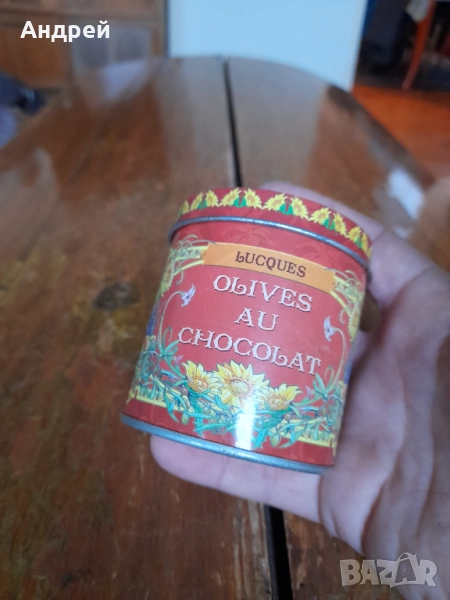 Андрей
LUCQUES
OLIVES
AU
CHOCOLAT
BAZAR